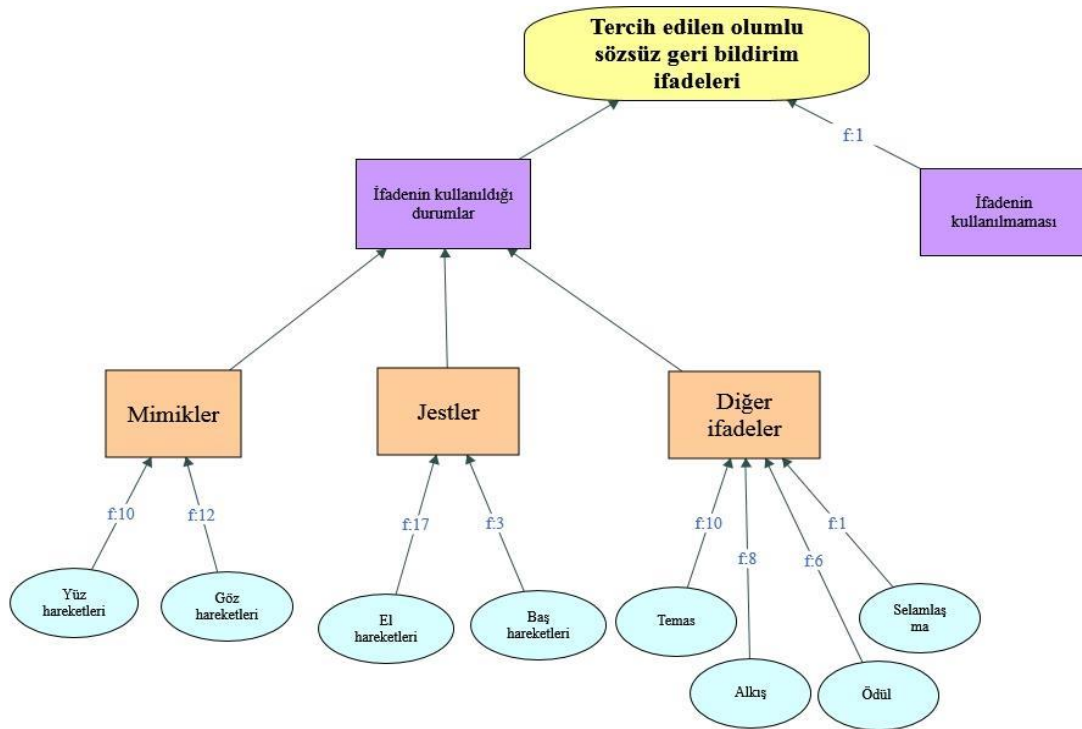 Tercih edilen olumlu
sözsüz geri bildirim
ifadeleri
f:1
İfadenin kullanıldığı
durumlar
İfadenin
kullanılmaması
Mimikler
Jestler
Diğer
ifadeler
f:10
f:12
f:17
f:3
f:10
f:8
f:6
f:1
Yüz
hareketleri
Göz
hareketleri
El
hareketleri
Baş
hareketleri
Temas
Alkış
Ödül
Selamlaş
ma